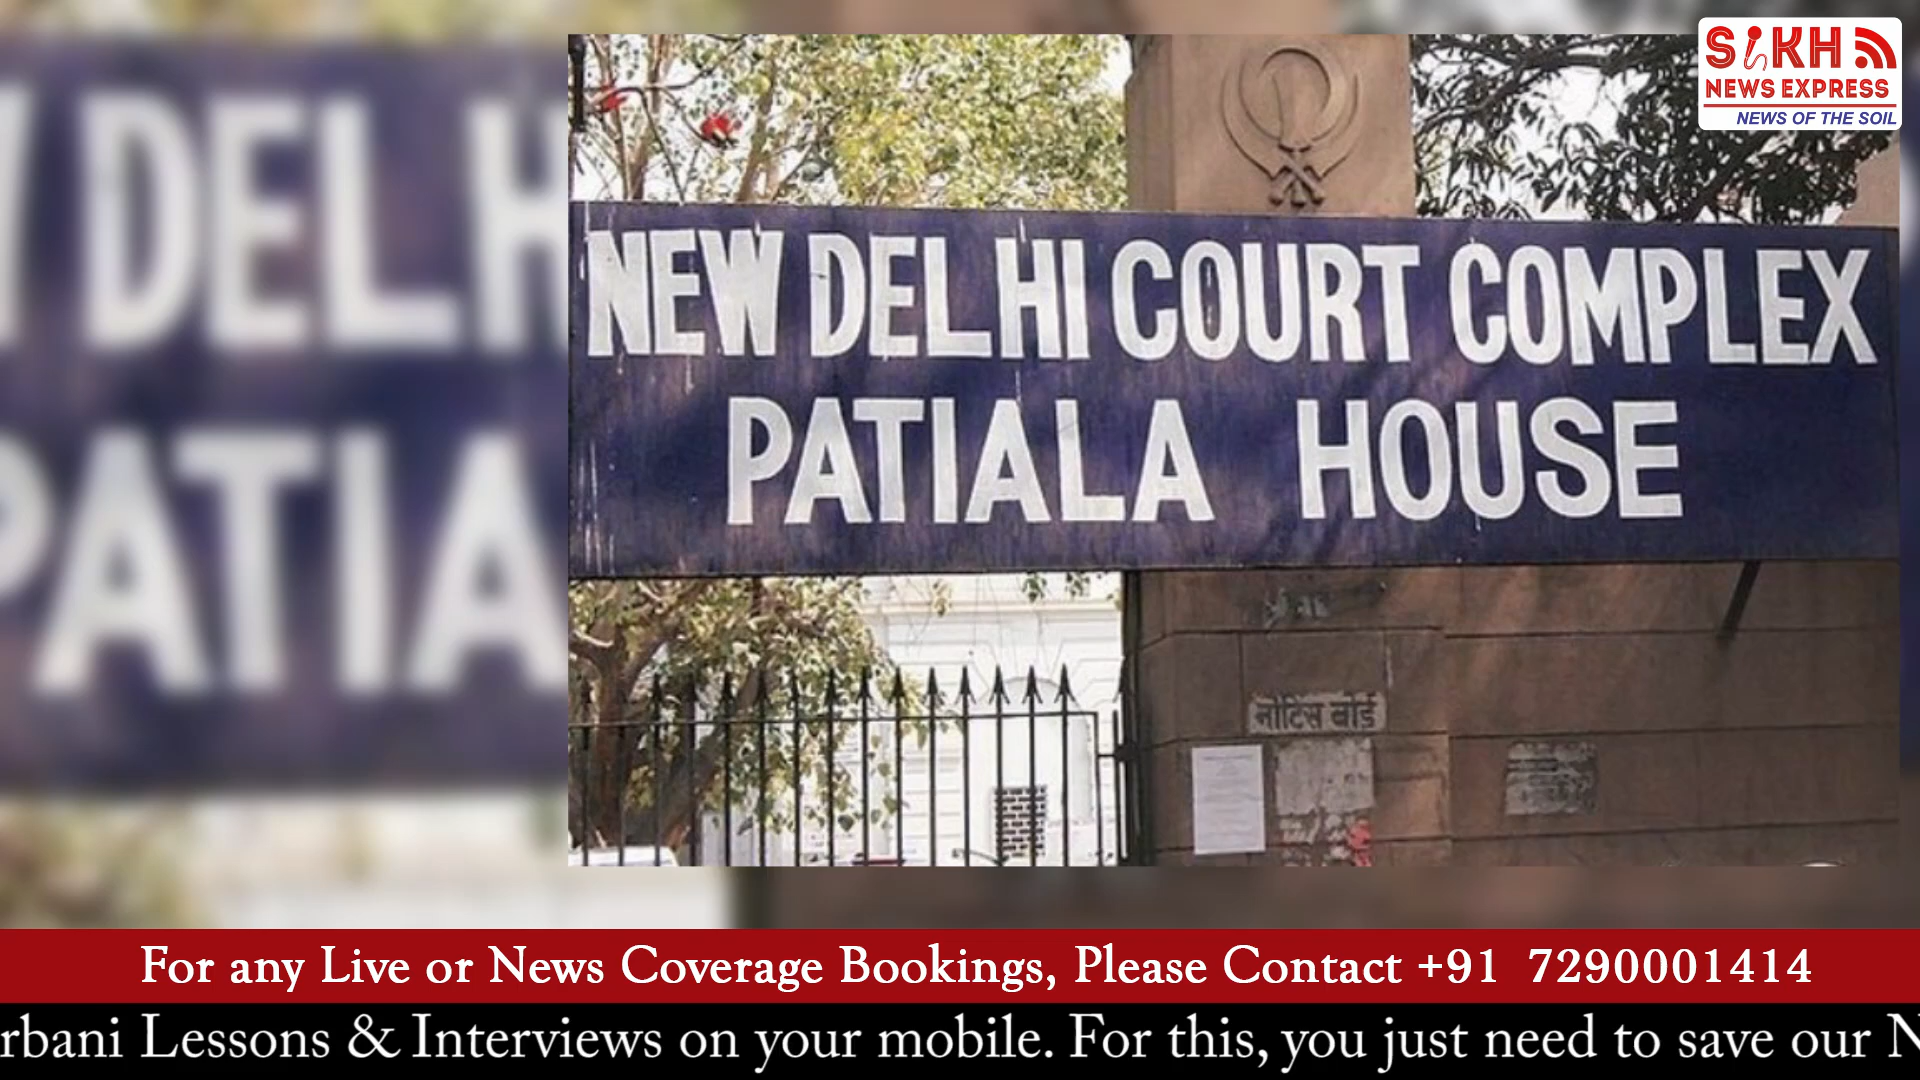 SiKH
NEWS EXPRESS
NEWS OF THE SOIL
NEW DELHI COURT COMPLEX
PATIALA HOUSE
नोटिस बोर्ड
For any Live or News Coverage Bookings, Please Contact +91 7290001414
rbani Lessons & Interviews on your mobile. For this, you just need to save our N